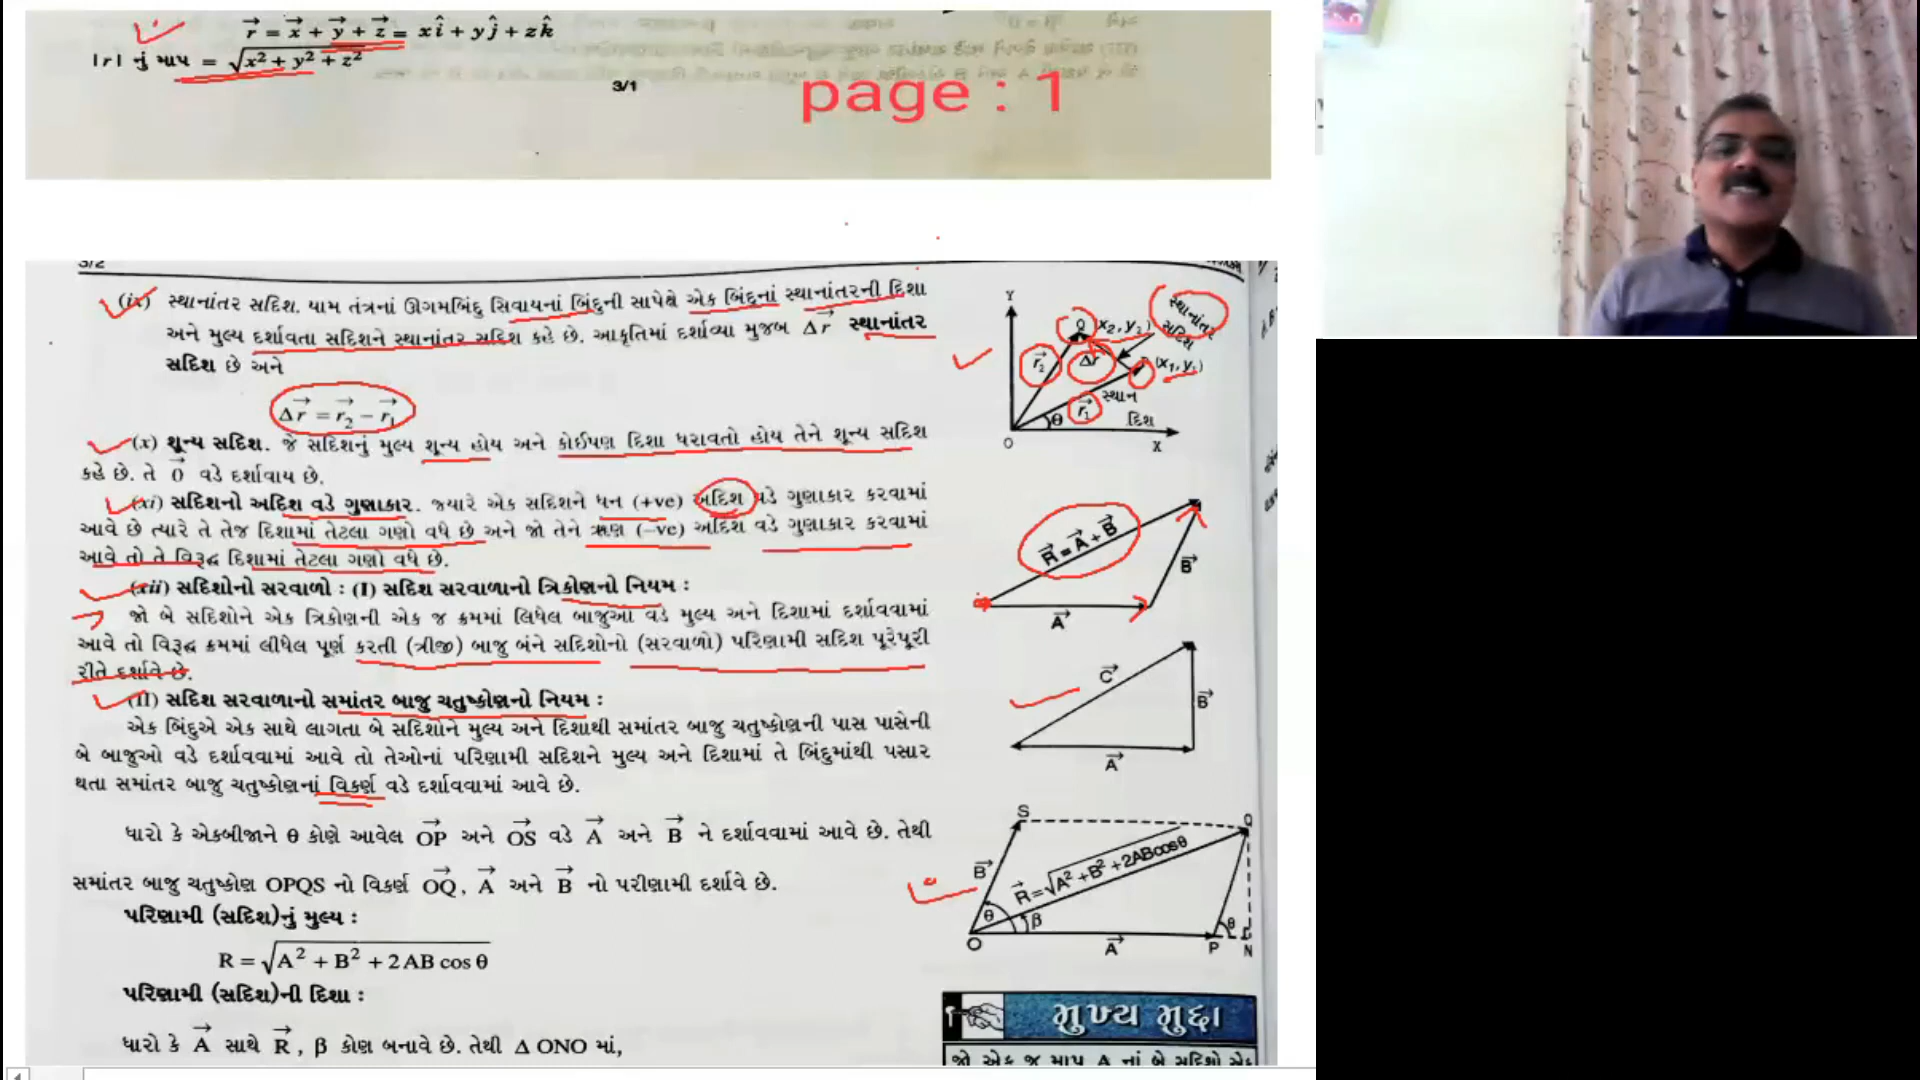 r⃗ = x⃗ + y⃗ + z⃗ = xî + yĵ + zk̂
|r| નું માપ = √(x² + y² + z²)
3/1
page : 1
3/2
(ix) સ્થાનાંતર સદિશ. યામ તંત્રનાં ઊગમબિંદુ સિવાયનાં બિંદુની સાપેક્ષે એક બિંદુનાં સ્થાનાંતરની દિશા
અને મુલ્ય દર્શાવતા સદિશને સ્થાનાંતર સદિશ કહે છે. આકૃતિમાં દર્શાવ્યા મુજબ Δr⃗ સ્થાનાંતર
સદિશ છે અને
Δr⃗ = r⃗₂ − r⃗₁
(x) શૂન્ય સદિશ. જે સદિશનું મુલ્ય શૂન્ય હોય અને કોઈપણ દિશા ધરાવતો હોય તેને શૂન્ય સદિશ
કહે છે. તે 0⃗ વડે દર્શાવાય છે.
(xi) સદિશનો અદિશ વડે ગુણાકાર. જ્યારે એક સદિશને ધન (+ve) અદિશ વડે ગુણાકાર કરવામાં
આવે છે ત્યારે તે તેજ દિશામાં તેટલા ગણો વધે છે અને જો તેને ઋણ (−ve) અદિશ વડે ગુણાકાર કરવામાં
આવે તો તે વિરૂદ્ધ દિશામાં તેટલા ગણો વધે છે.
(xii) સદિશોનો સરવાળો : (I) સદિશ સરવાળાનો ત્રિકોણનો નિયમ :
જો બે સદિશોને એક ત્રિકોણની એક જ ક્રમમાં લિધેલ બાજુઓ વડે મુલ્ય અને દિશામાં દર્શાવવામાં
આવે તો વિરૂદ્ધ ક્રમમાં લીધેલ પૂર્ણ કરતી (ત્રીજી) બાજુ બંને સદિશોનો (સરવાળો) પરિણામી સદિશ પૂરેપૂરી
રીતે દર્શાવે છે.
(II) સદિશ સરવાળાનો સમાંતર બાજુ ચતુષ્કોણનો નિયમ :
એક બિંદુએ એક સાથે લાગતા બે સદિશોને મુલ્ય અને દિશાથી સમાંતર બાજુ ચતુષ્કોણની પાસ પાસેની
બે બાજુઓ વડે દર્શાવવામાં આવે તો તેઓનાં પરિણામી સદિશને મુલ્ય અને દિશામાં તે બિંદુમાંથી પસાર
થતા સમાંતર બાજુ ચતુષ્કોણનાં વિકર્ણ વડે દર્શાવવામાં આવે છે.
ધારો કે એકબીજાને θ કોણે આવેલ OP⃗ અને OS⃗ વડે A⃗ અને B⃗ ને દર્શાવવામાં આવે છે. તેથી
સમાંતર બાજુ ચતુષ્કોણ OPQS નો વિકર્ણ OQ⃗, A⃗ અને B⃗ નો પરીણામી દર્શાવે છે.
પરિણામી (સદિશ)નું મુલ્ય :
R = √(A² + B² + 2AB cos θ)
પરિણામી (સદિશ)ની દિશા :
ધારો કે A⃗ સાથે R⃗, β કોણ બનાવે છે. તેથી Δ ONO માં,
Y
Q (x₂, y₂)
સ્થાનાંતર
સદિશ
r⃗₂
Δr⃗
(x₁, y₁)
r⃗₁
સ્થાન
θ
દિશ
O
X
R⃗ = A⃗ + B⃗
B⃗
A⃗
C⃗
B⃗
A⃗
S
Q
B⃗
R⃗ = √A² + B² + 2ABcosθ
θ
β
θ
O
A⃗
P
N
મુખ્ય મુદ્દા
જો એક જ માપ A નાં બે સદિશો